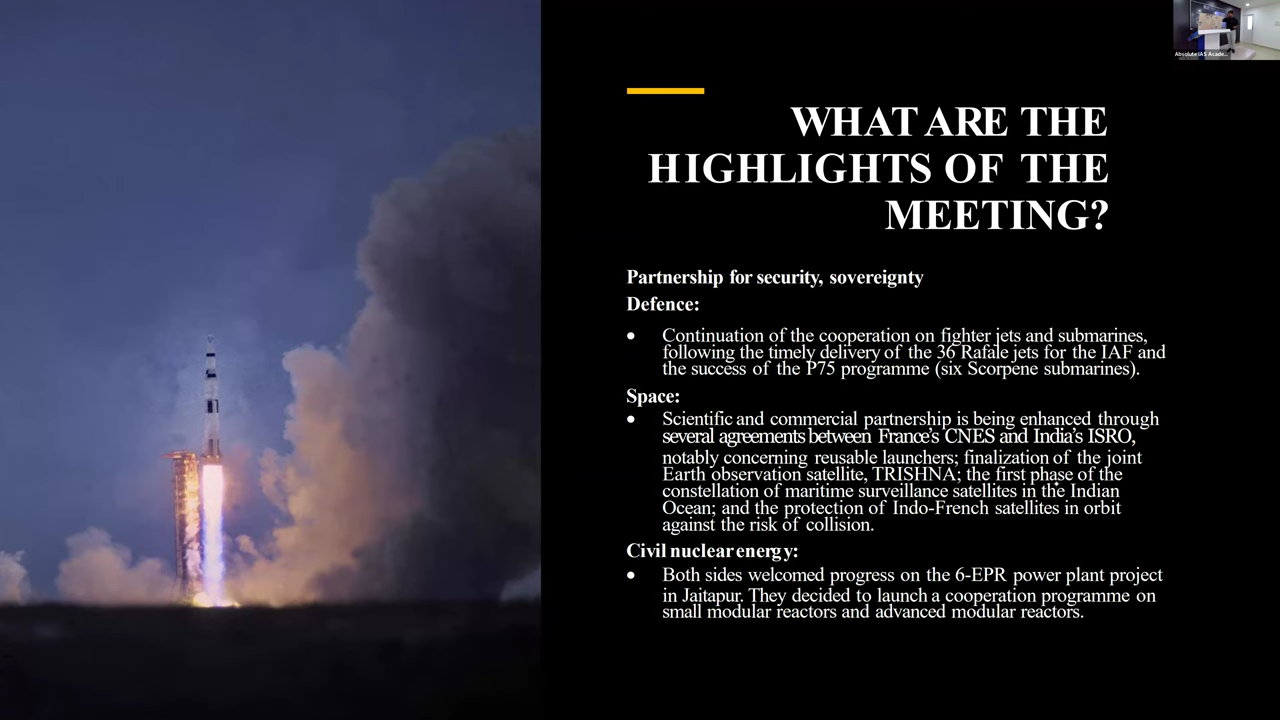 Absolute IAS Acade...
WHAT ARE THE
HIGHLIGHTS OF THE
MEETING?
Partnership for security, sovereignty
Defence:
• Continuation of the cooperation on fighter jets and submarines,
following the timely delivery of the 36 Rafale jets for the IAF and
the success of the P75 programme (six Scorpene submarines).
Space:
• Scientific and commercial partnership is being enhanced through
several agreements between France's CNES and India's ISRO,
notably concerning reusable launchers; finalization of the joint
Earth observation satellite, TRISHNA; the first phase of the
constellation of maritime surveillance satellites in the Indian
Ocean; and the protection of Indo-French satellites in orbit
against the risk of collision.
Civil nuclear energy:
• Both sides welcomed progress on the 6-EPR power plant project
in Jaitapur. They decided to launch a cooperation programme on
small modular reactors and advanced modular reactors.